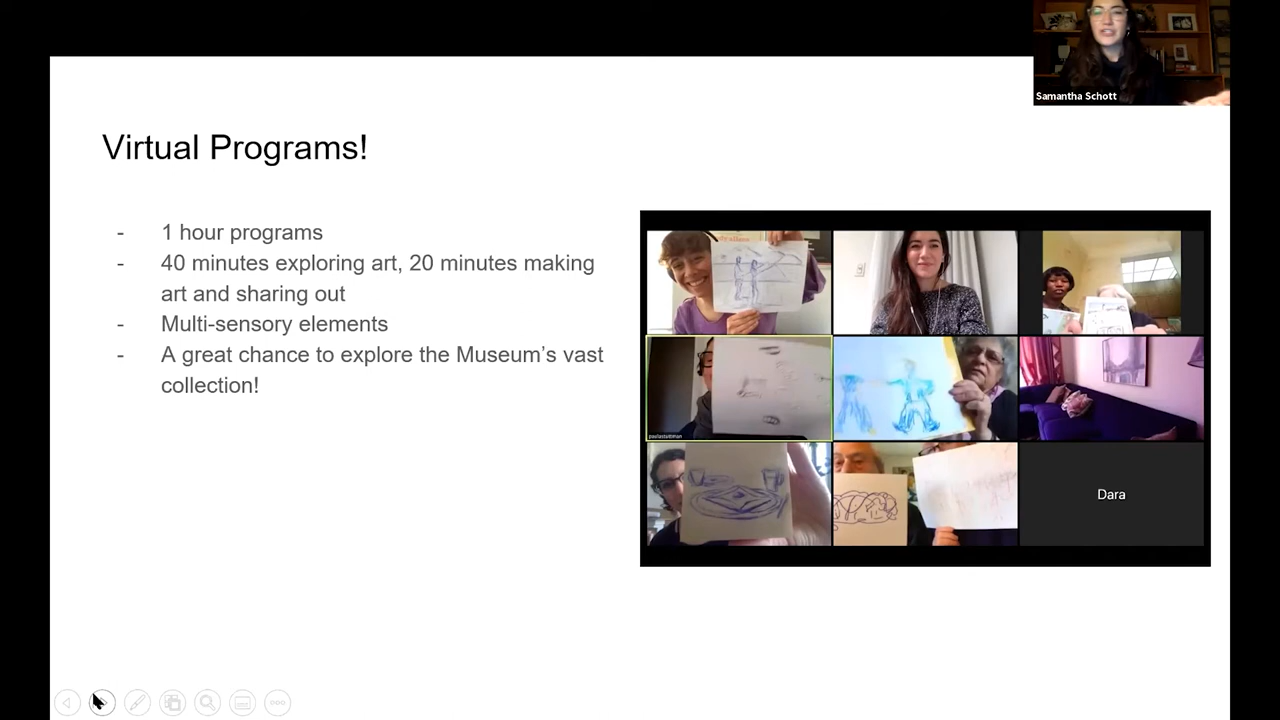 Samantha Schott
Virtual Programs!
- 1 hour programs
- 40 minutes exploring art, 20 minutes making
art and sharing out
- Multi-sensory elements
- A great chance to explore the Museum's vast
collection!
Dara